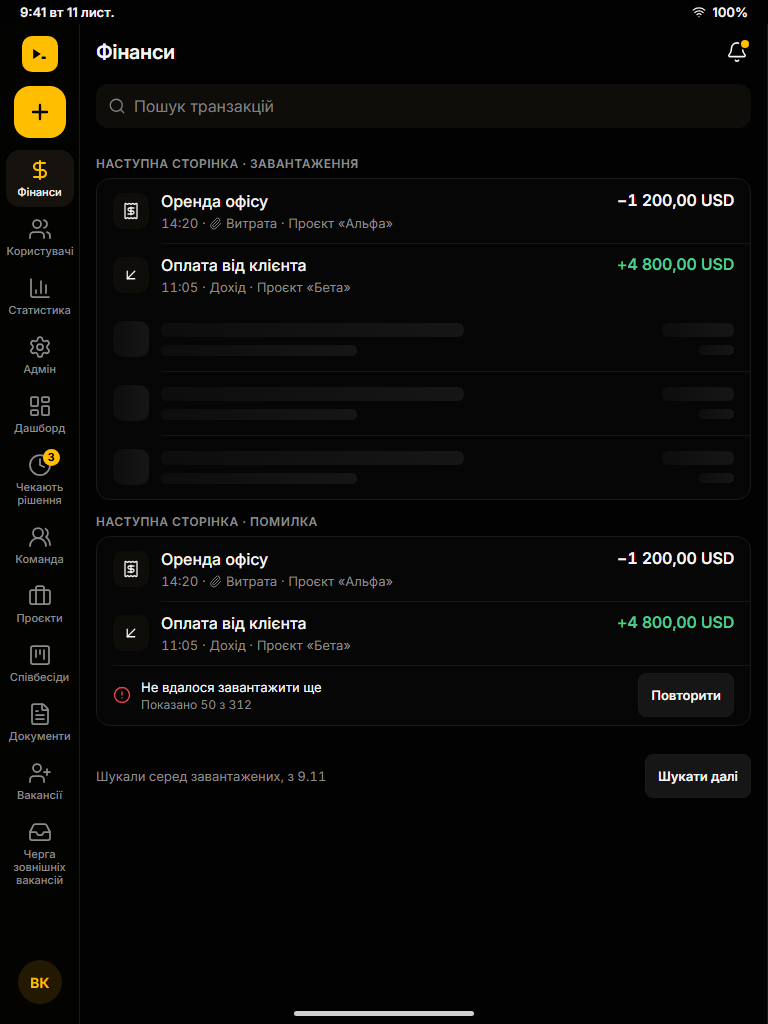 9:41 вт 11 лист.
100%
Фінанси
Пошук транзакцій
Фінанси
Користувачі
Статистика
Адмін
Дашборд
3
Чекають
рішення
Команда
Проєкти
Співбесіди
Документи
Вакансії
Черга
зовнішніх
вакансій
ВК
НАСТУПНА СТОРІНКА · ЗАВАНТАЖЕННЯ
Оренда офісу
−1 200,00 USD
14:20 · Витрата · Проєкт «Альфа»
Оплата від клієнта
+4 800,00 USD
11:05 · Дохід · Проєкт «Бета»
НАСТУПНА СТОРІНКА · ПОМИЛКА
Оренда офісу
−1 200,00 USD
14:20 · Витрата · Проєкт «Альфа»
Оплата від клієнта
+4 800,00 USD
11:05 · Дохід · Проєкт «Бета»
Не вдалося завантажити ще
Показано 50 з 312
Повторити
Шукали серед завантажених, з 9.11
Шукати далі